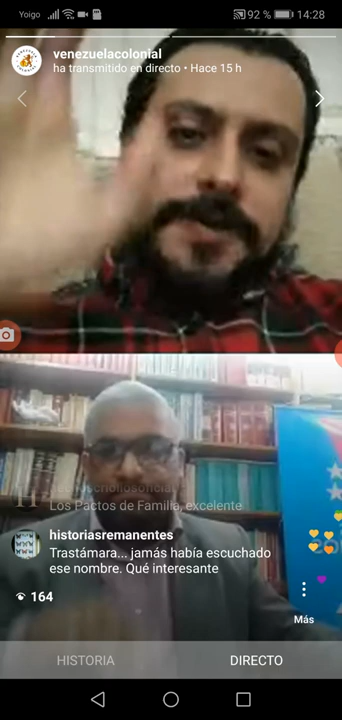 Yoigo 92 % 14:28
venezuelacolonial
ha transmitido en directo • Hace 15 h
Los Pactos de Familia, excelente
historiasremanentes
Trastámara... jamás había escuchado
ese nombre. Qué interesante
164
Más
HISTORIA DIRECTO